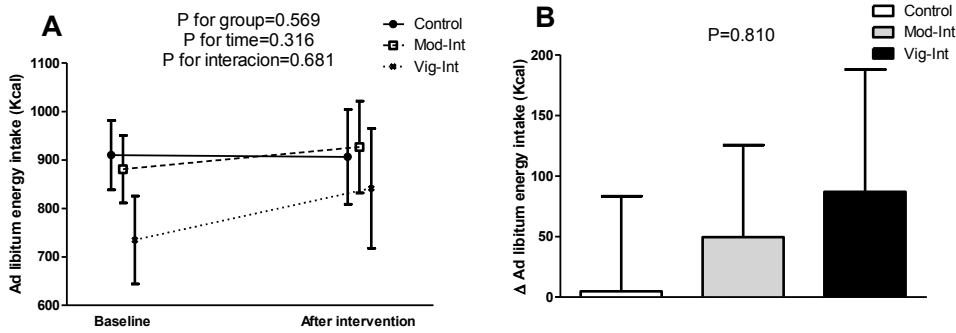 A
P for group=0.569
P for time=0.316
P for interacion=0.681
Control
Mod-Int
Vig-Int
Ad libitum energy intake (Kcal)
1100
1000
900
800
700
600
Baseline
After intervention
B
P=0.810
Control
Mod-Int
Vig-Int
Δ Ad libitum energy intake (Kcal)
200
150
100
50
0